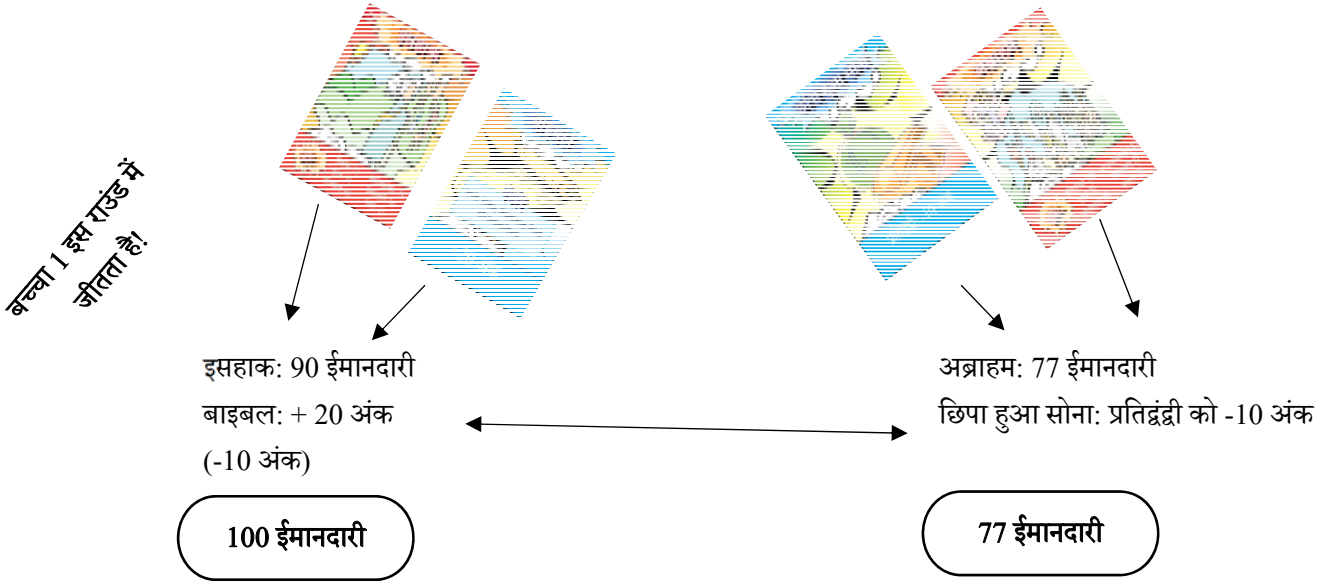 बच्चा 1 इस राउंड में
जीतता है!
इसहाक: 90 ईमानदारी
बाइबल: + 20 अंक
(-10 अंक)
100 ईमानदारी
अब्राहम: 77 ईमानदारी
छिपा हुआ सोना: प्रतिद्वंद्वी को -10 अंक
77 ईमानदारी